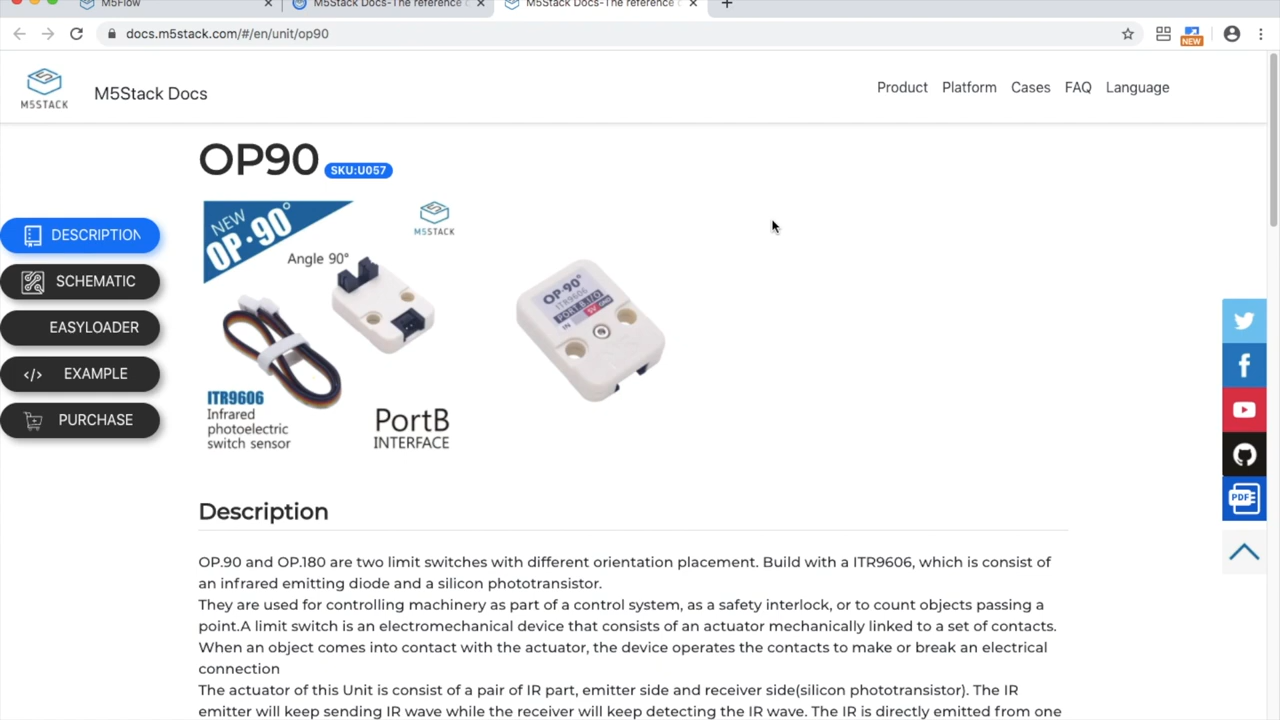 M5Flow
M5Stack Docs-The reference c
M5Stack Docs-The reference c
docs.m5stack.com/#/en/unit/op90
NEW
M5STACK
M5Stack Docs
Product Platform Cases FAQ Language
OP90 SKU:U057
DESCRIPTION
SCHEMATIC
EASYLOADER
</> EXAMPLE
PURCHASE
NEW
OP·90°
M5STACK
Angle 90°
ITR9606
Infrared
photoelectric
switch sensor
PortB
INTERFACE
OP·90°
ITR9606
PORT.B I/O
IN 5V GND
PDF
Description
OP.90 and OP.180 are two limit switches with different orientation placement. Build with a ITR9606, which is consist of
an infrared emitting diode and a silicon phototransistor.
They are used for controlling machinery as part of a control system, as a safety interlock, or to count objects passing a
point.A limit switch is an electromechanical device that consists of an actuator mechanically linked to a set of contacts.
When an object comes into contact with the actuator, the device operates the contacts to make or break an electrical
connection
The actuator of this Unit is consist of a pair of IR part, emitter side and receiver side(silicon phototransistor). The IR
emitter will keep sending IR wave while the receiver will keep detecting the IR wave. The IR is directly emitted from one